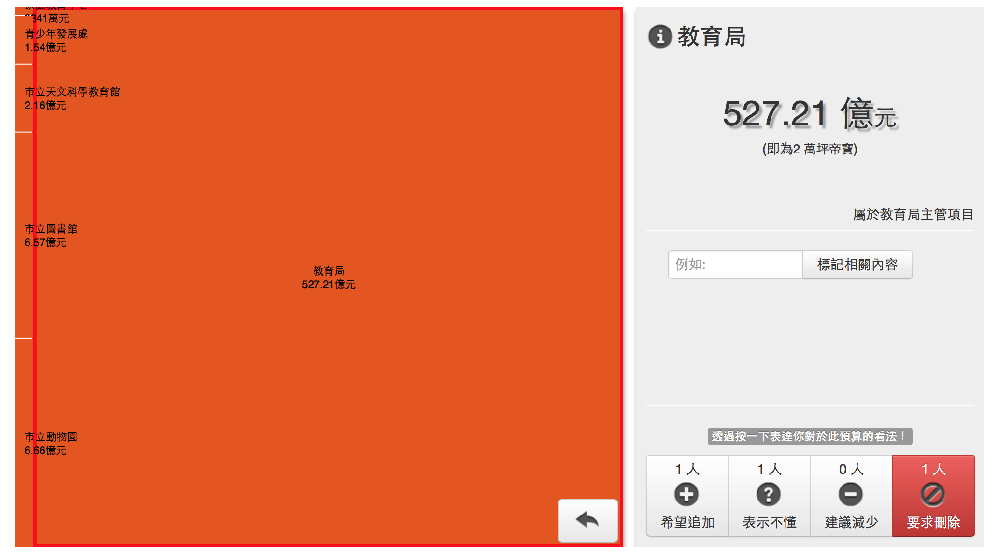 青少年發展處
1.54億元
市立天文科學教育館
2.16億元
市立圖書館
6.57億元
教育局
527.21億元
市立動物園
6.66億元
教育局
527.21 億元
(即為2 萬坪帝寶)
屬於教育局主管項目
例如:
標記相關內容
透過按一下表達你對於此預算的看法！
1 人
希望追加
1 人
表示不懂
0 人
建議減少
1 人
要求刪除